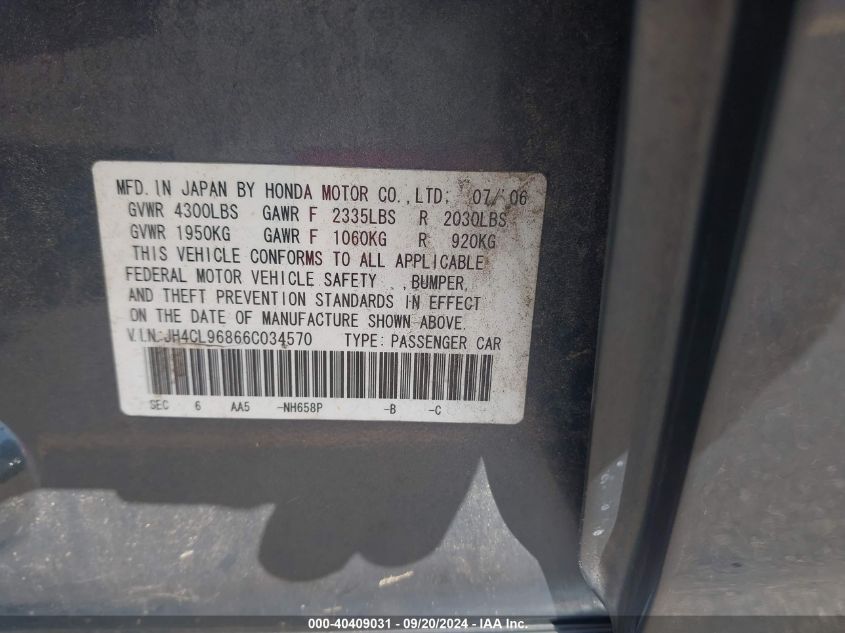 MFD. IN JAPAN BY HONDA MOTOR CO.,LTD; 07/'06
GVWR 4300LBS GAWR F 2335LBS R 2030LBS
GVWR 1950KG GAWR F 1060KG R 920KG
THIS VEHICLE CONFORMS TO ALL APPLICABLE
FEDERAL MOTOR VEHICLE SAFETY ., BUMPER,
AND THEFT PREVENTION STANDARDS IN EFFECT
ON THE DATE OF MANUFACTURE SHOWN ABOVE.
V.I.N:JH4CL96866C034570 TYPE: PASSENGER CAR
SEC 6 AA5 -NH658P -B -C
000-40409031 - 09/20/2024 - IAA Inc.